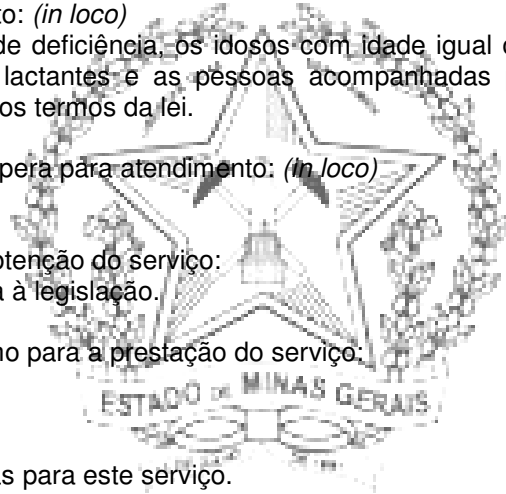 to: (in loco)
de deficiência, os idosos com idade igual
lactantes e as pessoas acompanhadas
os termos da lei.
pera para atendimento: (in loco)
btenção do serviço:
a à legislação.
no para a prestação do serviço:
ESTADO DE MINAS GERAIS
as para este serviço.